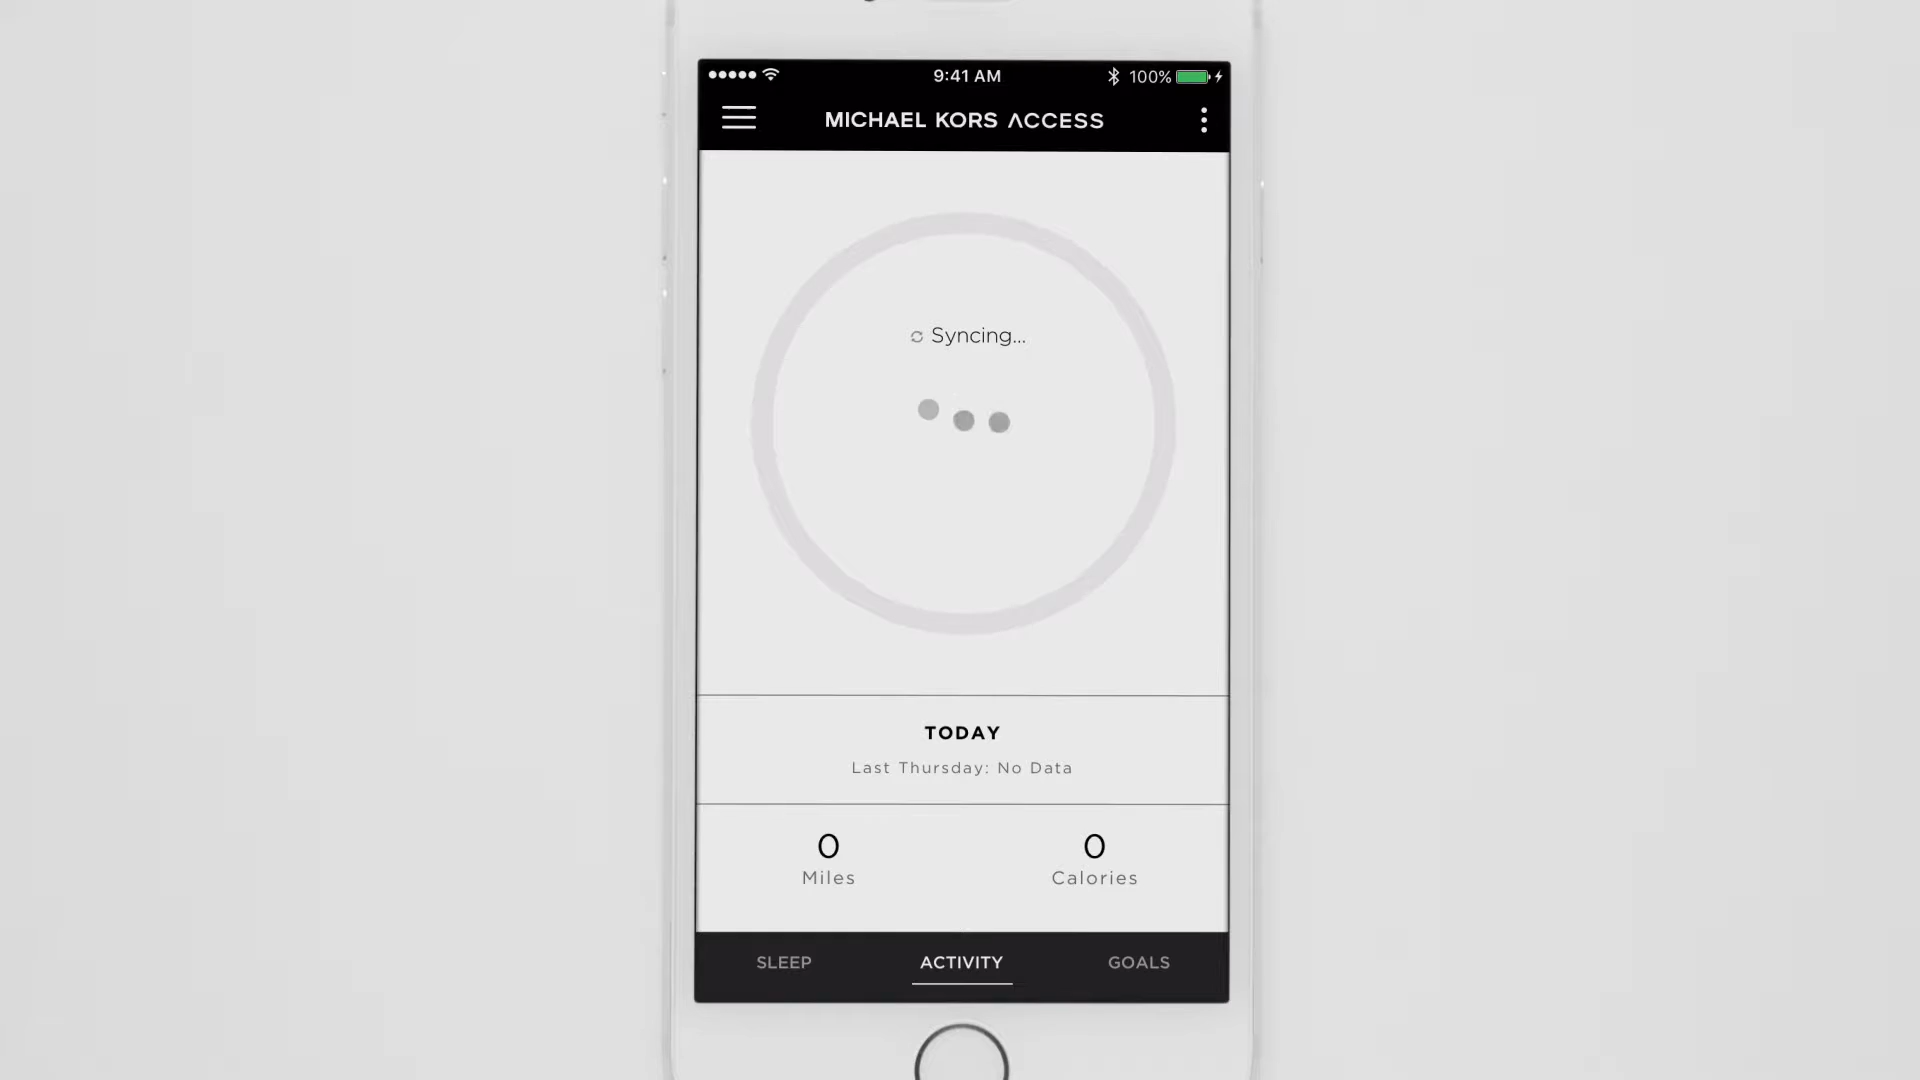 9:41 AM
100%
MICHAEL KORS ACCESS
Syncing...
TODAY
Last Thursday: No Data
0
Miles
0
Calories
SLEEP
ACTIVITY
GOALS